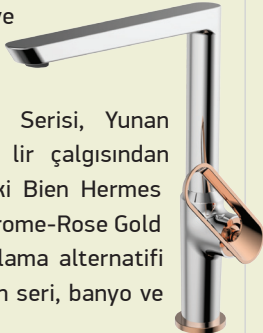 ve
Serisi, Yunan
lir çalgısından
ki Bien Hermes
rome-Rose Gold
lama alternatifi
n seri, banyo ve